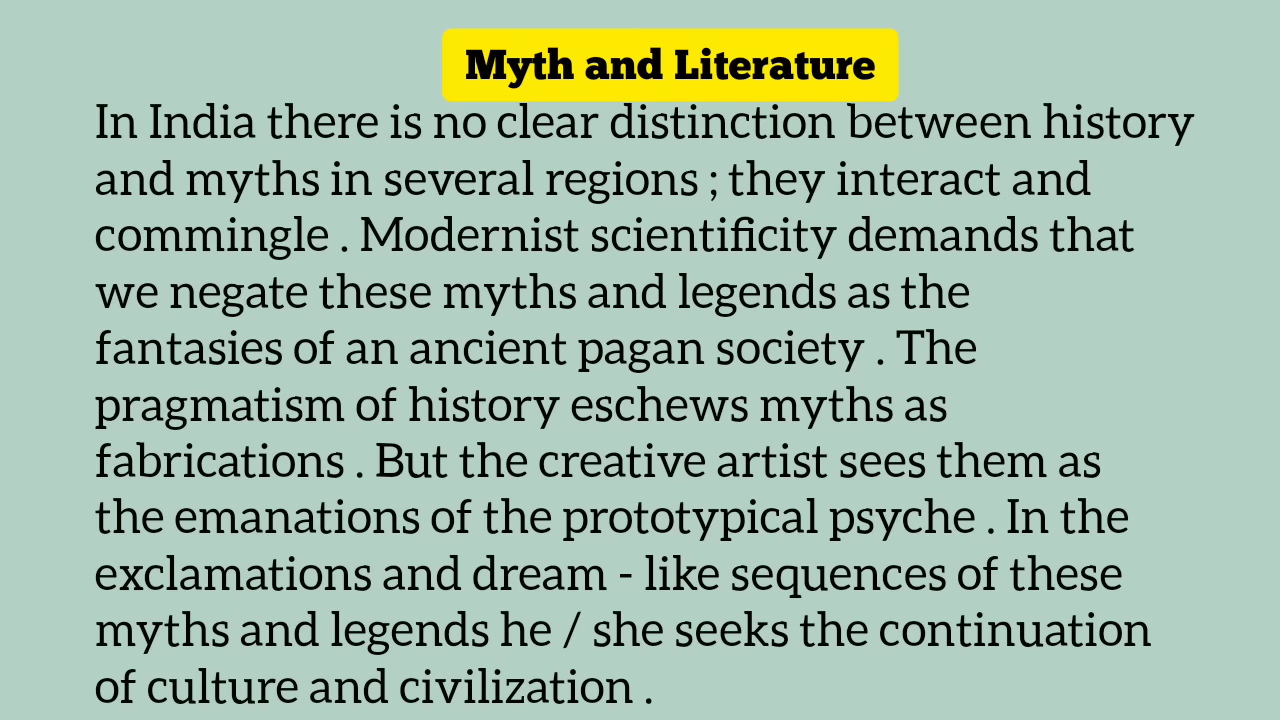 Myth and Literature
In India there is no clear distinction between history
and myths in several regions ; they interact and
commingle . Modernist scientificity demands that
we negate these myths and legends as the
fantasies of an ancient pagan society . The
pragmatism of history eschews myths as
fabrications . But the creative artist sees them as
the emanations of the prototypical psyche . In the
exclamations and dream - like sequences of these
myths and legends he / she seeks the continuation
of culture and civilization .